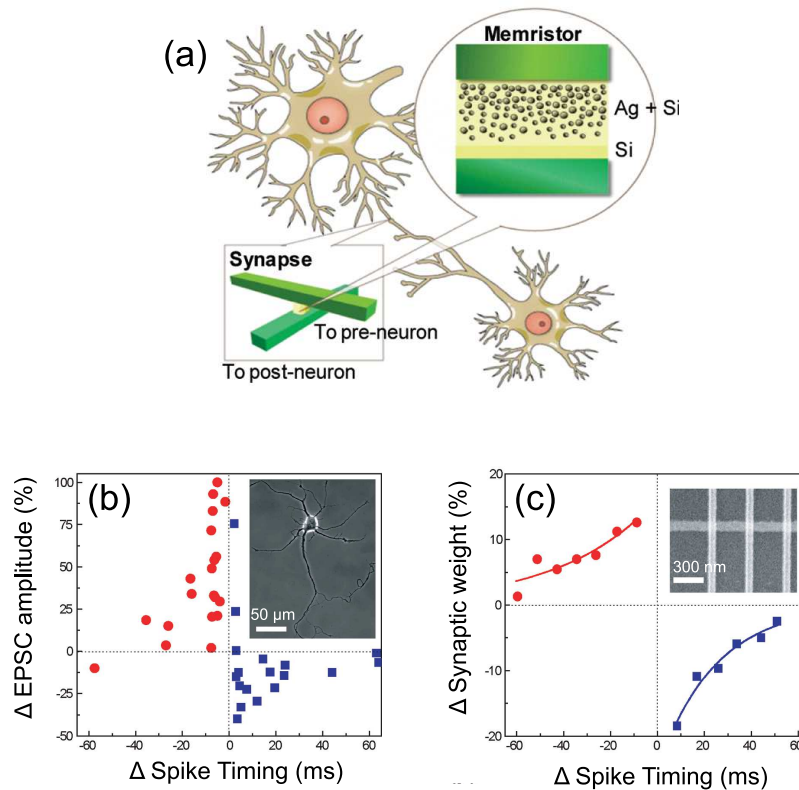 (a)
Memristor
Ag + Si
Si
Synapse
To pre-neuron
To post-neuron
(b)
Δ EPSC amplitude (%)
100
75
50
25
0
-25
-50
-60 -40 -20 0 20 40 60
Δ Spike Timing (ms)
50 μm
(c)
Δ Synaptic weight (%)
20
10
0
-10
-20
-60 -40 -20 0 20 40 60
Δ Spike Timing (ms)
300 nm